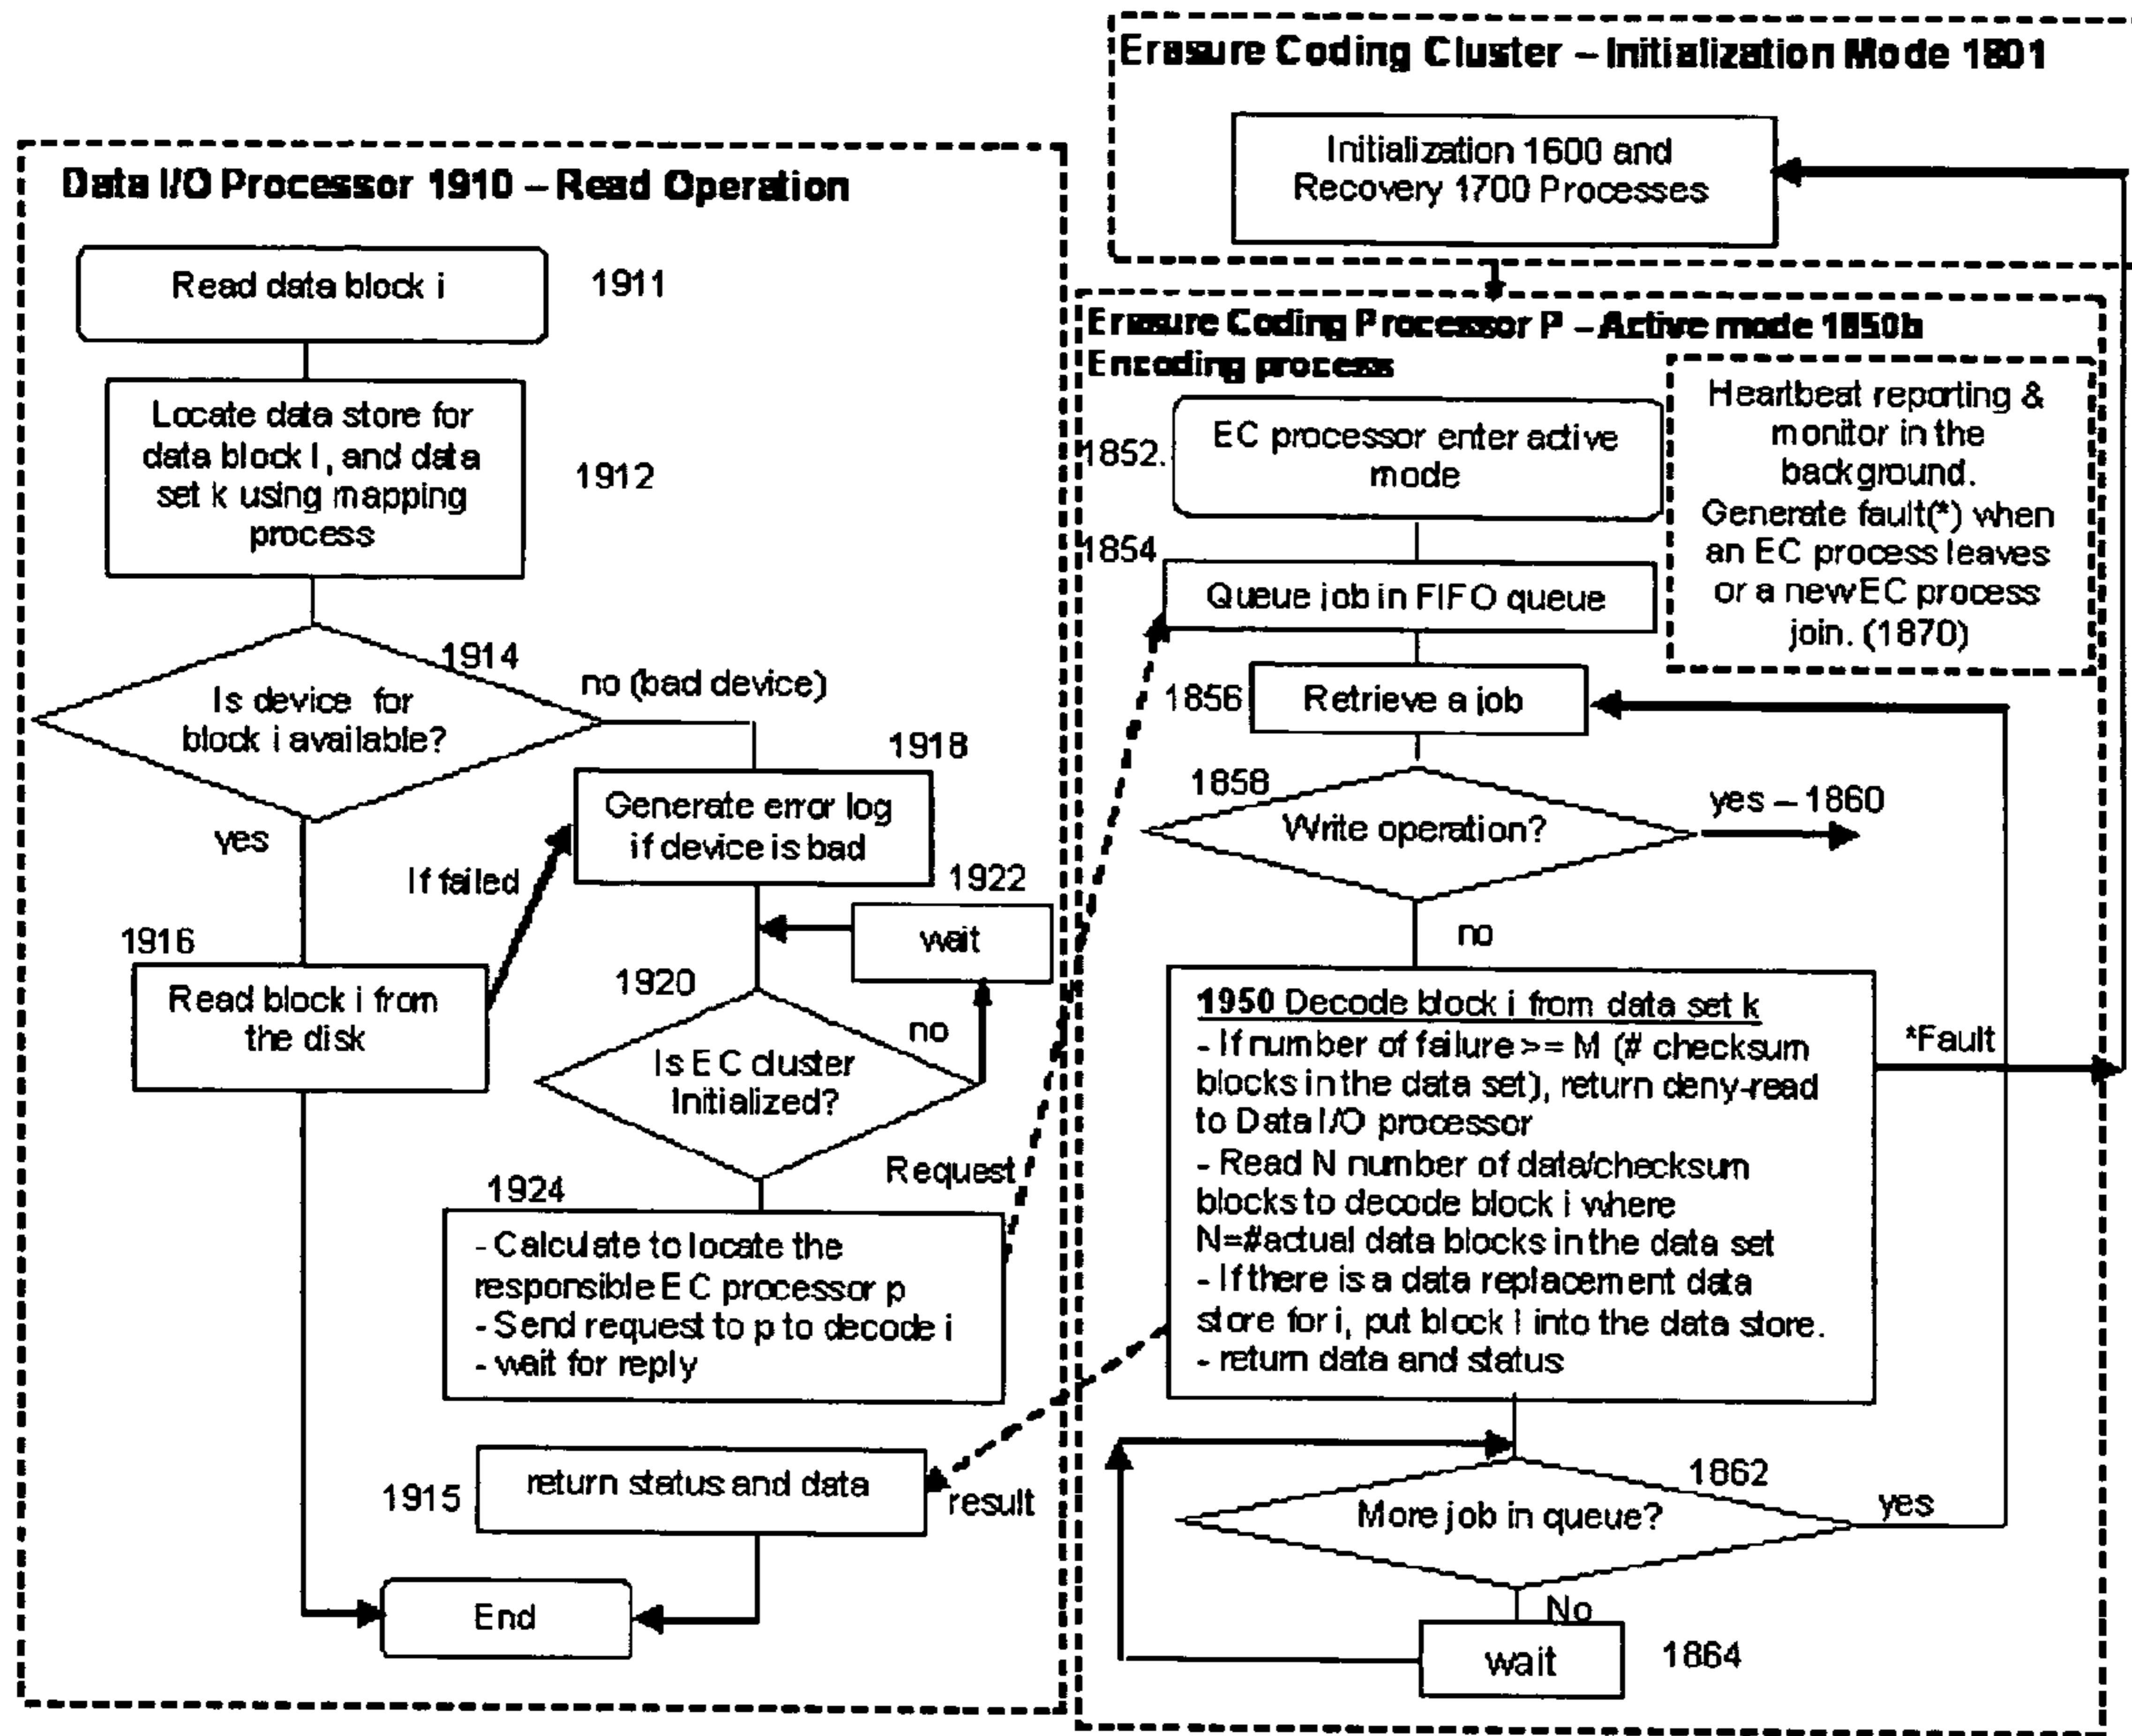 Erasure Coding Cluster – Initialization Mode 1801
Initialization 1600 and
Recovery 1700 Processes
Data I/O Processor 1910 – Read Operation
Read data block i
1911
Locate data store for
data block I, and data
set k using mapping
process
1912
1914
Is device for
block i available?
no (bad device)
yes
1918
Generate error log
if device is bad
If failed
1922
wait
1916
Read block i from
the disk
1920
no
Is EC cluster
Initialized?
Request
1924
- Calculate to locate the
responsible EC processor p
- Send request to p to decode i
- wait for reply
1915
return status and data
result
End
Erasure Coding Processor P – Active mode 1850b
Encoding process
Heartbeat reporting &
monitor in the
background.
Generate fault(*) when
an EC process leaves
or a new EC process
join. (1870)
1852.
EC processor enter active
mode
1854
Queue job in FIFO queue
1856
Retrieve a job
1858
Write operation?
yes – 1860
no
1950 Decode block i from data set k
- If number of failure >= M (# checksum
blocks in the data set), return deny-read
to Data I/O processor
- Read N number of data/checksum
blocks to decode block i where
N=#actual data blocks in the data set
- If there is a data replacement data
store for i, put block I into the data store.
- return data and status
*Fault
1862
More job in queue?
yes
No
wait
1864